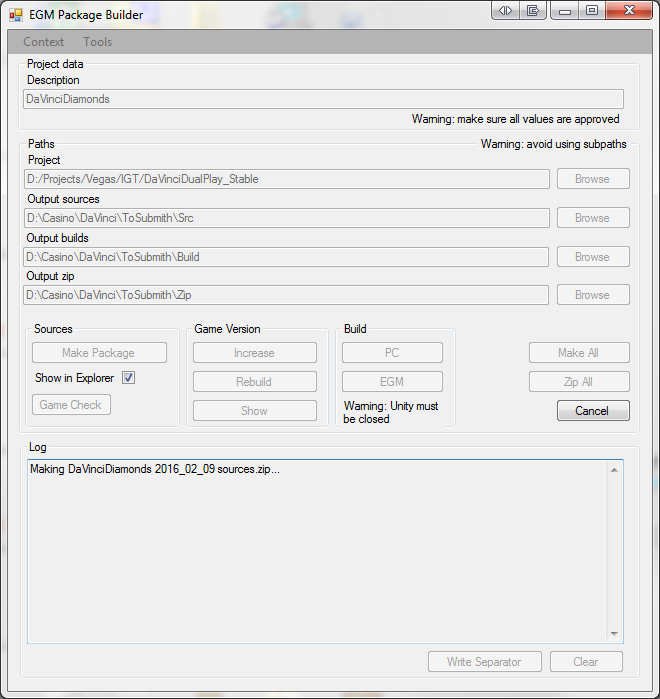 EGM Package Builder
Context Tools
Project data
Description
DaVinciDiamonds
Warning: make sure all values are approved
Paths Warning: avoid using subpaths
Project
D:/Projects/Vegas/IGT/DaVinciDualPlay_Stable Browse
Output sources
D:\Casino\DaVinci\ToSubmith\Src Browse
Output builds
D:\Casino\DaVinci\ToSubmith\Build Browse
Output zip
D:\Casino\DaVinci\ToSubmith\Zip Browse
Sources Game Version Build
Make Package Increase PC Make All
Show in Explorer Rebuild EGM Zip All
Game Check Show Warning: Unity must Cancel
be closed
Log
Making DaVinciDiamonds 2016_02_09 sources.zip...
Write Separator Clear